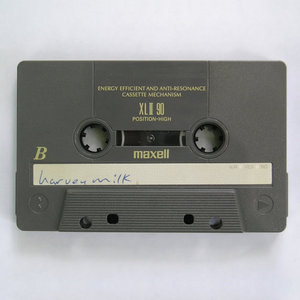 ENERGY EFFICIENT AND ANTI-RESONANCE
CASSETTE MECHANISM
XLII 90
POSITION-HIGH
maxell
B
harvey milk